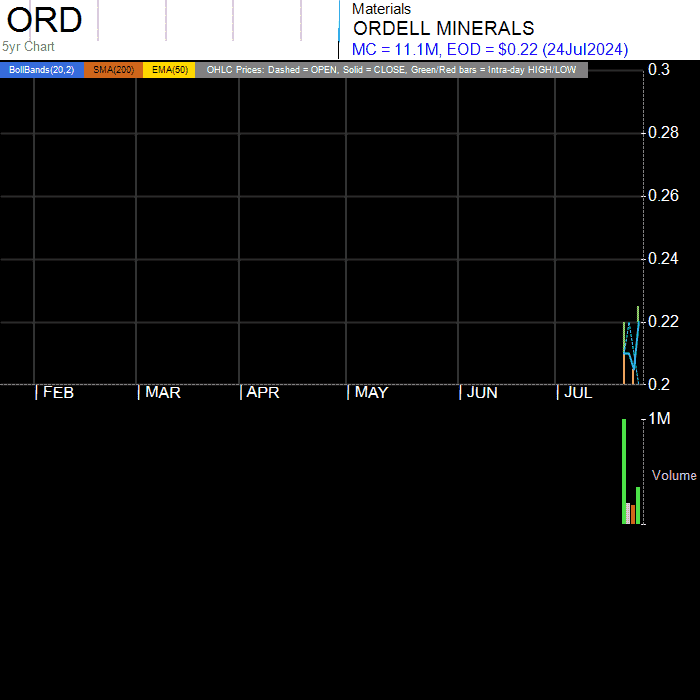 ORD
5yr Chart
Materials
ORDELL MINERALS
MC = 11.1M, EOD = $0.22 (24Jul2024)
BollBands(20,2) SMA(200) EMA(50) OHLC Prices: Dashed = OPEN, Solid = CLOSE, Green/Red bars = Intra-day HIGH/LOW
0.3
0.28
0.26
0.24
0.22
0.2
FEB MAR APR MAY JUN JUL
1M
Volume